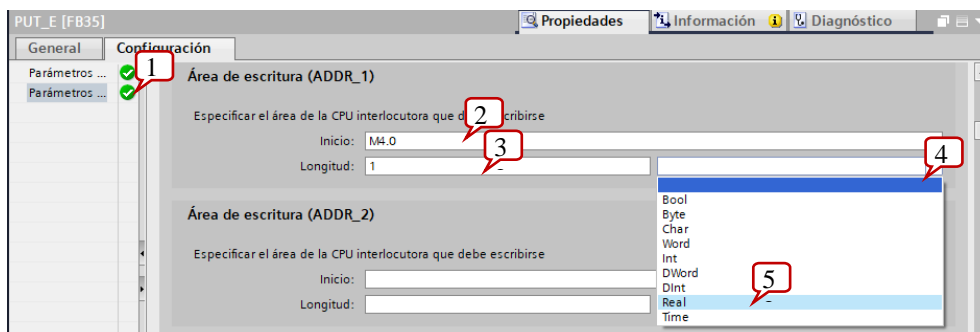 PUT_E [FB35]
Propiedades
Información
Diagnóstico
General
Configuración
Parámetros ...
1
Área de escritura (ADDR_1)
Parámetros ...
Especificar el área de la CPU interlocutora que d
2
cribirse
Inicio: M4.0
3
Longitud: 1
4
Bool
Byte
Char
Word
Int
DWord
DInt
Real
Time
5
Área de escritura (ADDR_2)
Especificar el área de la CPU interlocutora que debe escribirse
Inicio:
Longitud: